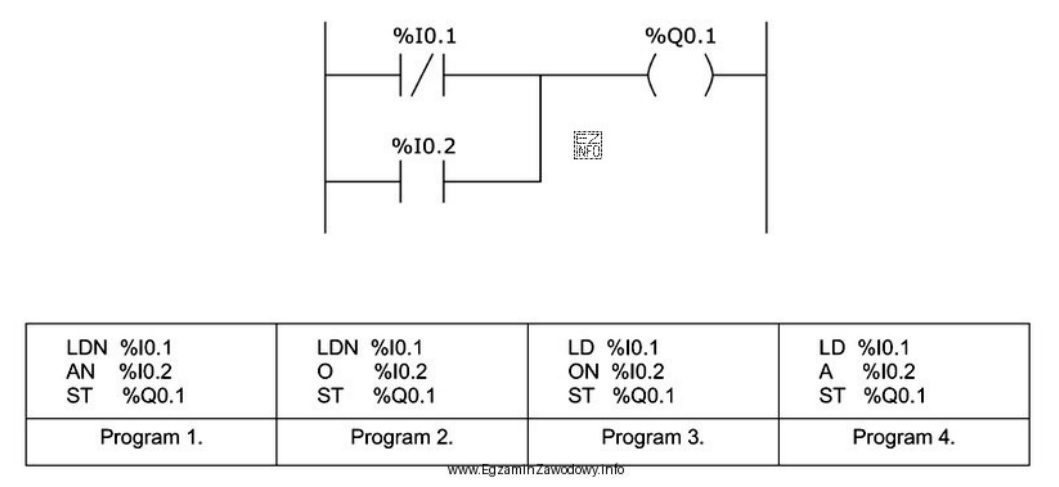 %I0.1 %Q0.1
%I0.2
EZ
INFO
LDN %I0.1 LDN %I0.1 LD %I0.1 LD %I0.1
AN %I0.2 O %I0.2 ON %I0.2 A %I0.2
ST %Q0.1 ST %Q0.1 ST %Q0.1 ST %Q0.1
Program 1. Program 2. Program 3. Program 4.
www.EgzaminZawodowy.info